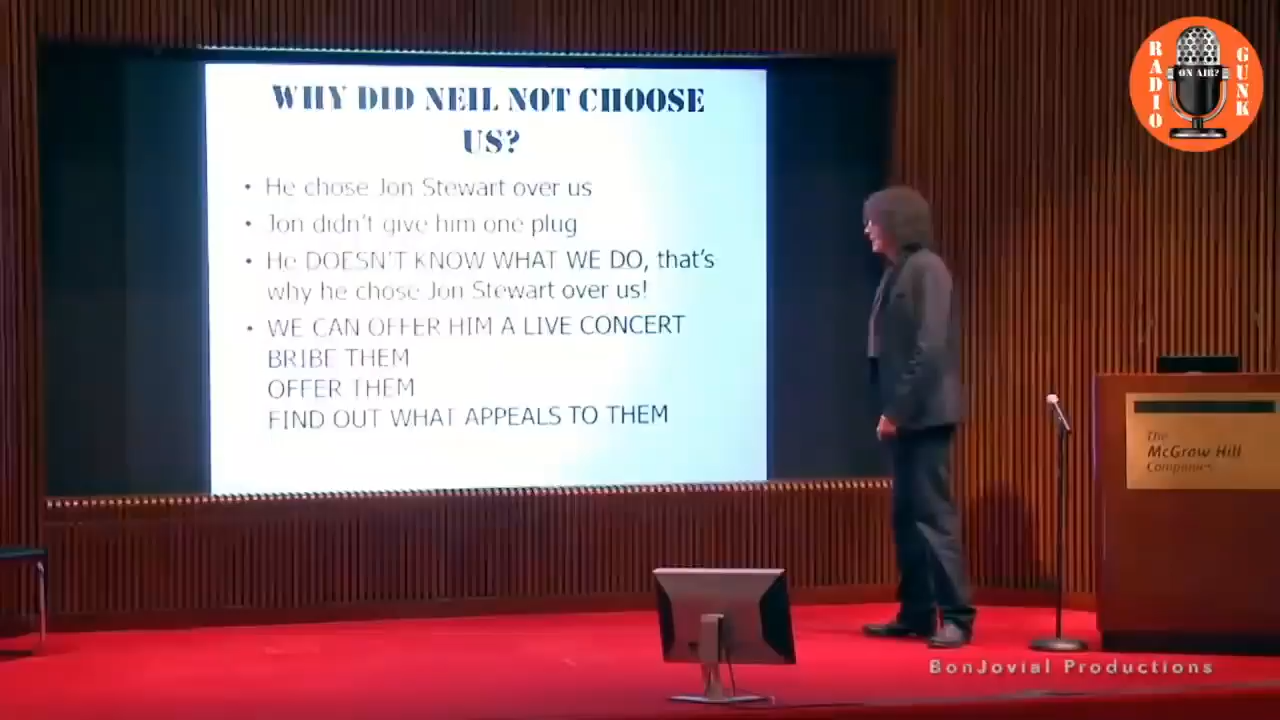 WHY DID NEIL NOT CHOOSE
US?
• He chose Jon Stewart over us
• Jon didn't give him one plug
• He DOESN'T KNOW WHAT WE DO, that's
why he chose Jon Stewart over us!
• WE CAN OFFER HIM A LIVE CONCERT
BRIBE THEM
OFFER THEM
FIND OUT WHAT APPEALS TO THEM
RADIO
ON AIR?
GUNK
The
McGraw Hill
Companies
BonJovial Productions